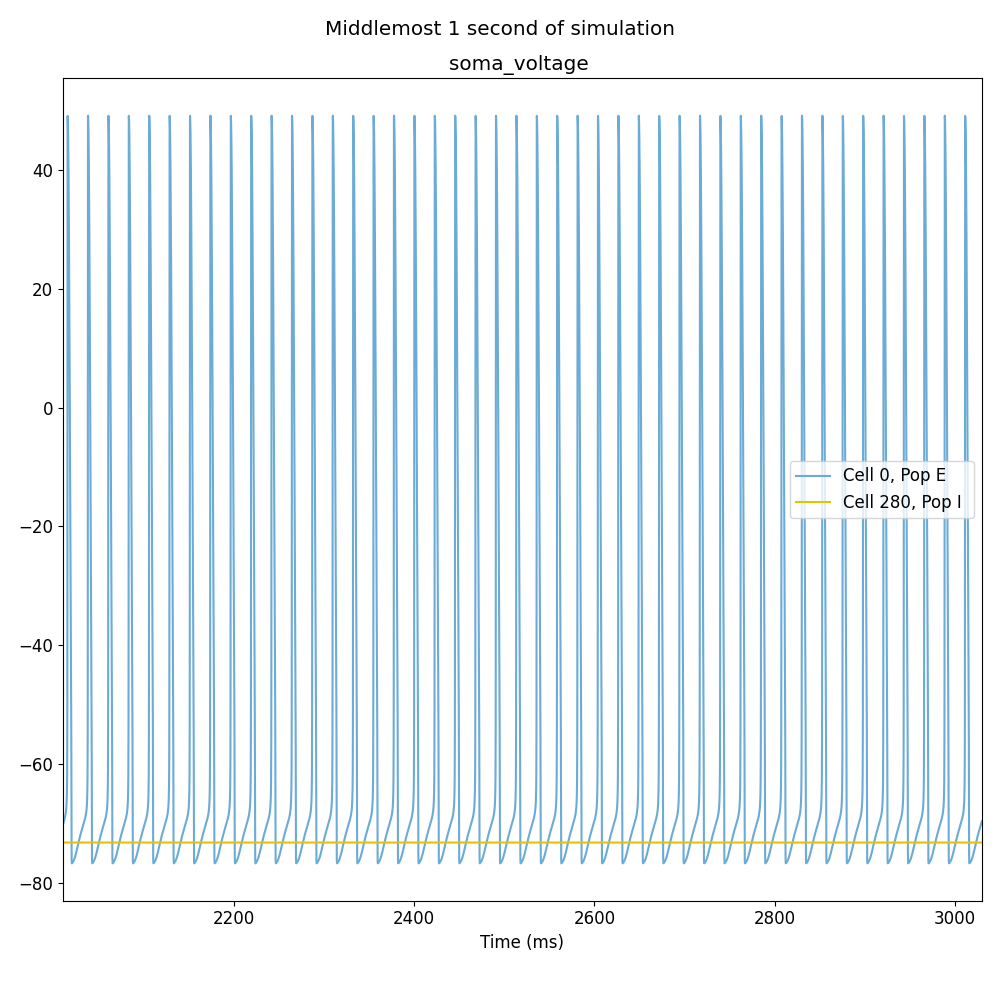 Middlemost 1 second of simulation
soma_voltage
40
20
0
−20
−40
−60
−80
Cell 0, Pop E
Cell 280, Pop I
2200 2400 2600 2800 3000
Time (ms)